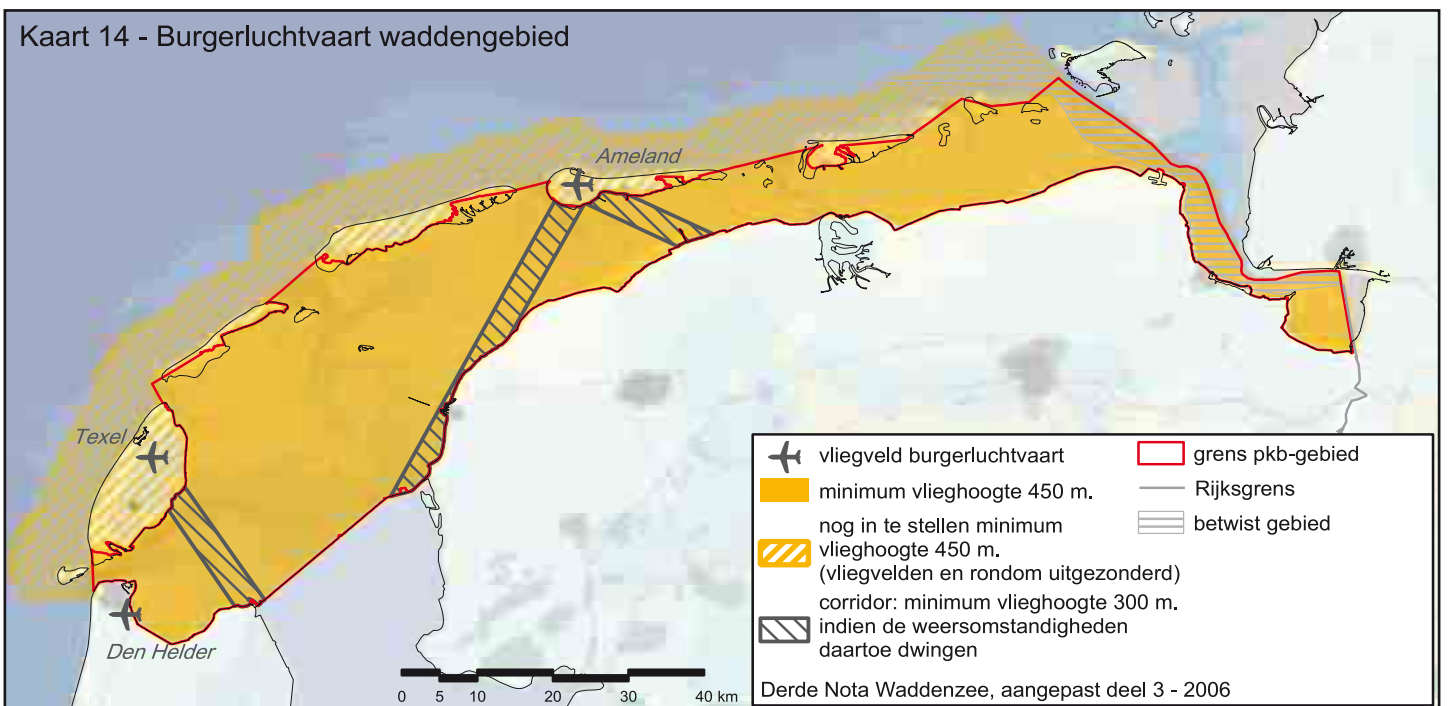 Kaart 14 - Burgerluchtvaart waddengebied
Ameland
Texel
Den Helder
0 5 10 20 30 40 km
vliegveld burgerluchtvaart
minimum vlieghoogte 450 m.
nog in te stellen minimum
vlieghoogte 450 m.
(vliegvelden en rondom uitgezonderd)
corridor: minimum vlieghoogte 300 m.
indien de weersomstandigheden
daartoe dwingen
grens pkb-gebied
Rijksgrens
betwist gebied
Derde Nota Waddenzee, aangepast deel 3 - 2006